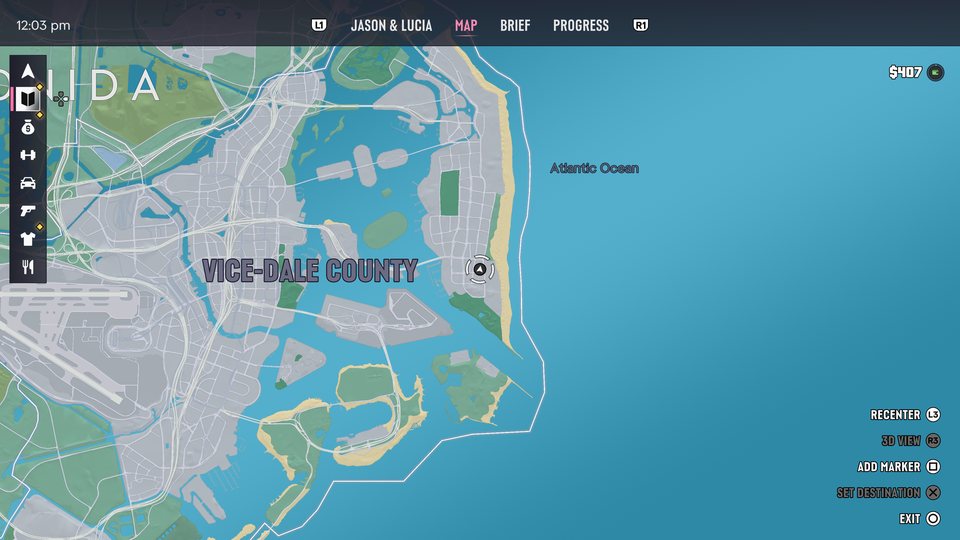 12:03 pm
L1 JASON & LUCIA MAP BRIEF PROGRESS R1
$407
UDA
Atlantic Ocean
VICE-DALE COUNTY
RECENTER L3
3D VIEW R3
ADD MARKER
SET DESTINATION
EXIT